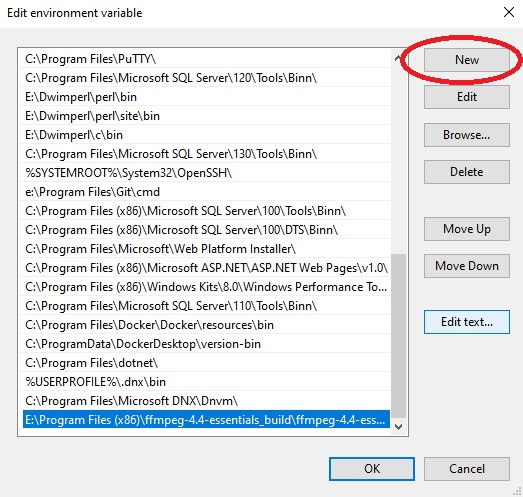 Edit environment variable
C:\Program Files\PuTTY\
C:\Program Files\Microsoft SQL Server\120\Tools\Binn\
E:\Dwimperl\perl\bin
E:\Dwimperl\perl\site\bin
E:\Dwimperl\c\bin
C:\Program Files\Microsoft SQL Server\130\Tools\Binn\
%SYSTEMROOT%\System32\OpenSSH\
e:\Program Files\Git\cmd
C:\Program Files (x86)\Microsoft SQL Server\100\Tools\Binn\
C:\Program Files (x86)\Microsoft SQL Server\100\DTS\Binn\
C:\Program Files\Microsoft\Web Platform Installer\
C:\Program Files (x86)\Microsoft ASP.NET\ASP.NET Web Pages\v1.0\
C:\Program Files (x86)\Windows Kits\8.0\Windows Performance To...
C:\Program Files\Microsoft SQL Server\110\Tools\Binn\
C:\Program Files\Docker\Docker\resources\bin
C:\ProgramData\DockerDesktop\version-bin
C:\Program Files\dotnet\
%USERPROFILE%\.dnx\bin
C:\Program Files\Microsoft DNX\Dnvm\
E:\Program Files (x86)\ffmpeg-4.4-essentials_build\ffmpeg-4.4-ess...
New
Edit
Browse...
Delete
Move Up
Move Down
Edit text...
OK
Cancel